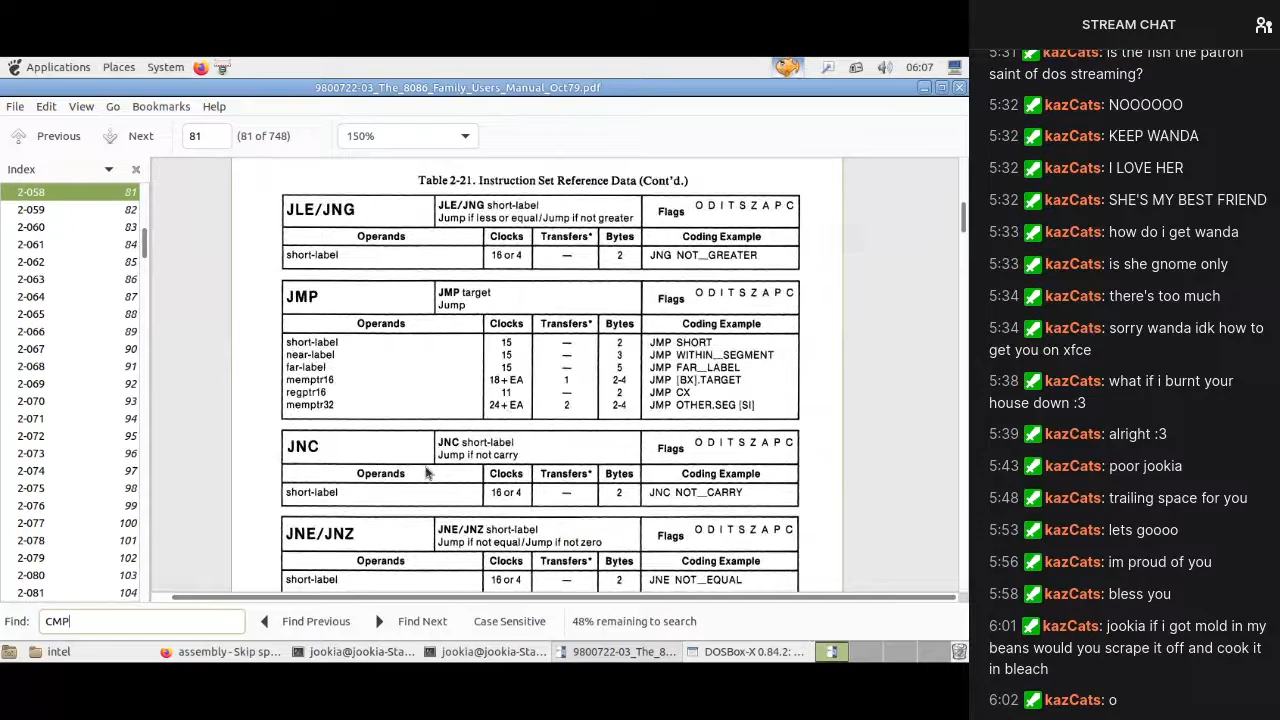 Applications Places System 06:07
9800722-03_The_8086_Family_Users_Manual_Oct79.pdf
File Edit View Go Bookmarks Help
Previous Next 81 (81 of 748) 150%
Index
2-058 81
2-059 82
2-060 83
2-061 84
2-062 85
2-063 86
2-064 87
2-065 88
2-066 89
2-067 90
2-068 91
2-069 92
2-070 93
2-071 94
2-072 95
2-073 96
2-074 97
2-075 98
2-076 99
2-077 100
2-078 101
2-079 102
2-080 103
2-081 104
Table 2-21. Instruction Set Reference Data (Cont'd.)
JLE/JNG JLE/JNG short-label Flags O D I T S Z A P C
Jump if less or equal/Jump if not greater
Operands Clocks Transfers* Bytes Coding Example
short-label 16 or 4 — 2 JNG NOT__GREATER
JMP JMP target Flags O D I T S Z A P C
Jump
Operands Clocks Transfers* Bytes Coding Example
short-label 15 — 2 JMP SHORT
near-label 15 — 3 JMP WITHIN__SEGMENT
far-label 15 — 5 JMP FAR__LABEL
memptr16 18+EA 1 2-4 JMP [BX].TARGET
regptr16 11 — 2 JMP CX
memptr32 24+EA 2 2-4 JMP OTHER.SEG [SI]
JNC JNC short-label Flags O D I T S Z A P C
Jump if not carry
Operands Clocks Transfers* Bytes Coding Example
short-label 16 or 4 — 2 JNC NOT__CARRY
JNE/JNZ JNE/JNZ short-label Flags O D I T S Z A P C
Jump if not equal/Jump if not zero
Operands Clocks Transfers* Bytes Coding Example
short-label 16 or 4 — 2 JNE NOT__EQUAL
Find: CMP Find Previous Find Next Case Sensitive 48% remaining to search
intel assembly - Skip sp... jookia@jookia-Sta... jookia@jookia-Sta... 9800722-03_The_8... DOSBox-X 0.84.2: ...
STREAM CHAT
5:31 kazCats: is the fish the patron
saint of dos streaming?
5:32 kazCats: NOOOOOO
5:32 kazCats: KEEP WANDA
5:32 kazCats: I LOVE HER
5:32 kazCats: SHE'S MY BEST FRIEND
5:33 kazCats: how do i get wanda
5:33 kazCats: is she gnome only
5:34 kazCats: there's too much
5:34 kazCats: sorry wanda idk how to
get you on xfce
5:38 kazCats: what if i burnt your
house down :3
5:39 kazCats: alright :3
5:43 kazCats: poor jookia
5:48 kazCats: trailing space for you
5:53 kazCats: lets goooo
5:56 kazCats: im proud of you
5:58 kazCats: bless you
6:01 kazCats: jookia if i got mold in my
beans would you scrape it off and cook it
in bleach
6:02 kazCats: o